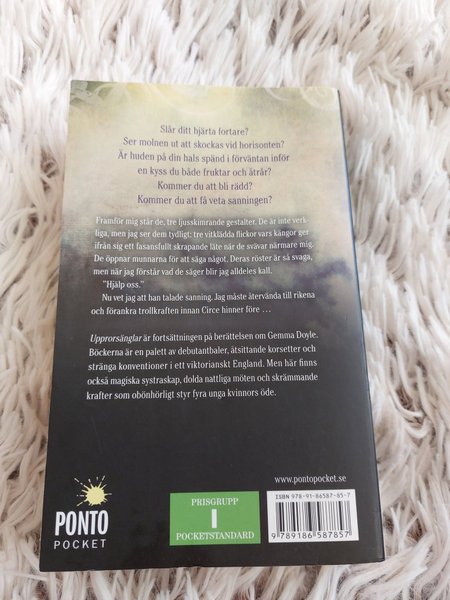 Slår ditt hjärta fortare?
Ser molnen ut att skockas vid horisonten?
Är huden på din hals spänd i förväntan inför
en kyss du både fruktar och åtrår?
Kommer du att bli rädd?
Kommer du att få veta sanningen?
Framför mig står de, tre ljusskimrande gestalter. De är inte verk-
liga, men jag ser dem tydligt; tre vitklädda flickor vars kängor ger
ifrån sig ett fasansfullt skrapande läte när de svävar närmare mig.
De öppnar munnarna för att säga något. Deras röster är så svaga,
men när jag förstår vad de säger blir jag alldeles kall.
"Hjälp oss."
Nu vet jag att han talade sanning. Jag måste återvända till rikena
och förankra trollkraften innan Circe hinner före ...
Upprorsänglar är fortsättningen på berättelsen om Gemma Doyle.
Böckerna är en palett av debutantbaler, åtsittande korsetter och
stränga konventioner i ett viktorianskt England. Men här finns
också magiska systraskap, dolda nattliga möten och skrämmande
krafter som obönhörligt styr fyra unga kvinnors öde.
www.pontopocket.se
PONTO
POCKET
PRISGRUPP
I
POCKETSTANDARD
ISBN 978-91-86587-85-7
9 789186 587857